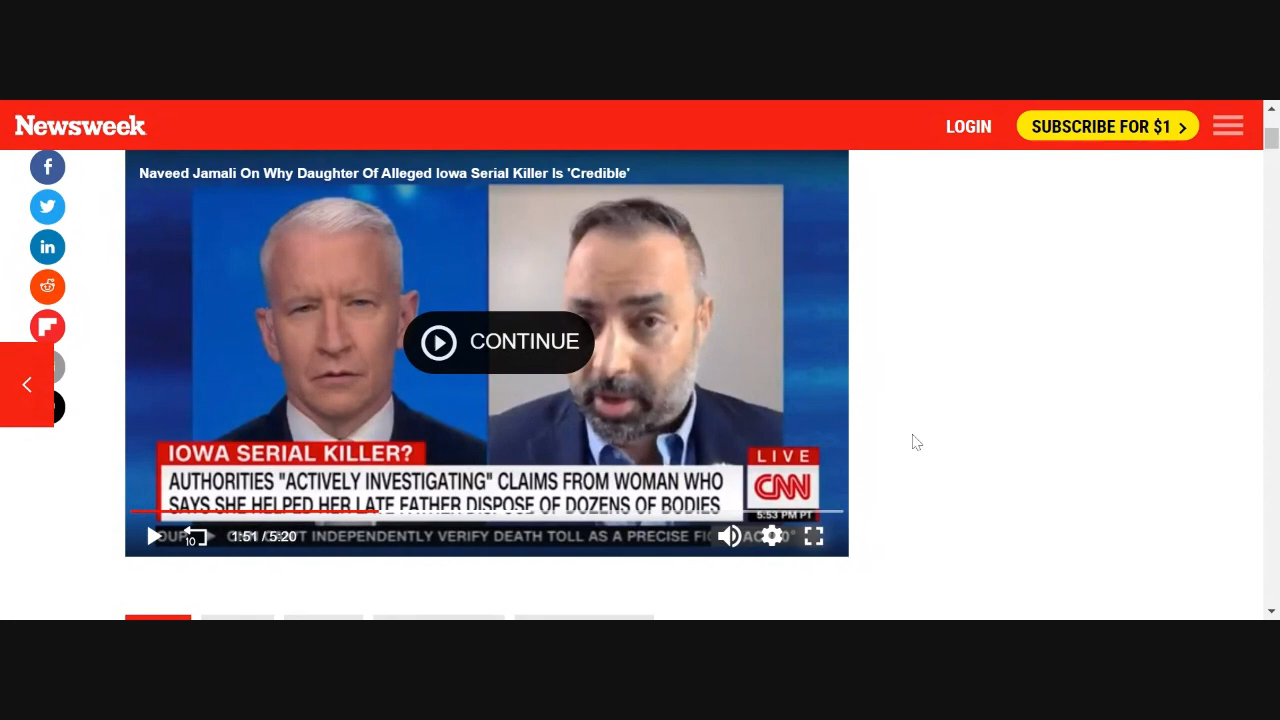 Newsweek
LOGIN
SUBSCRIBE FOR $1
Naveed Jamali On Why Daughter Of Alleged Iowa Serial Killer Is 'Credible'
CONTINUE
IOWA SERIAL KILLER?
AUTHORITIES "ACTIVELY INVESTIGATING" CLAIMS FROM WOMAN WHO
SAYS SHE HELPED HER LATE FATHER DISPOSE OF DOZENS OF BODIES
LIVE
CNN
5:53 PM PT
10
1:51 / 5:20
T INDEPENDENTLY VERIFY DEATH TOLL AS A PRECISE